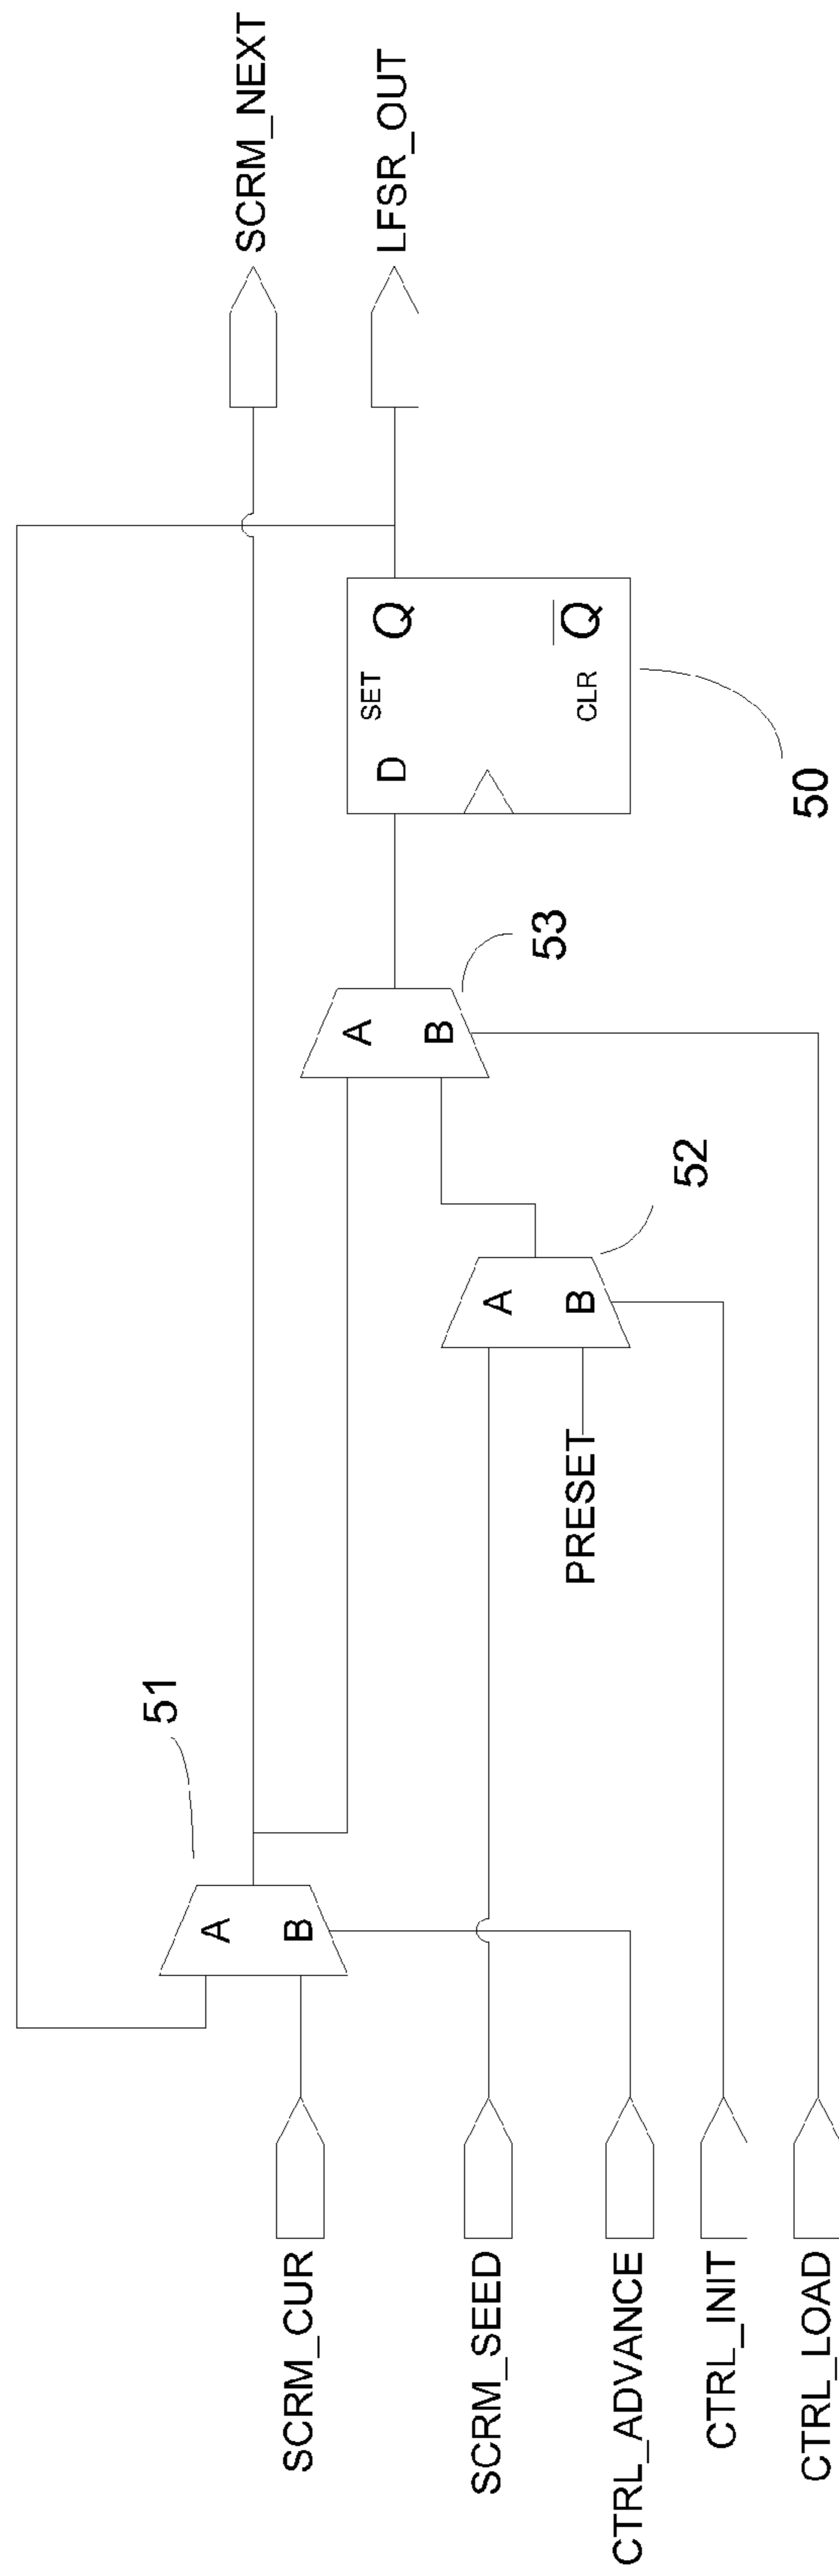 SCRM_NEXT
LFSR_OUT
51
A
B
A
B
53
D
SET
Q
CLR
Q
50
A
B
52
PRESET
SCRM_CUR
SCRM_SEED
CTRL_ADVANCE
CTRL_INIT
CTRL_LOAD